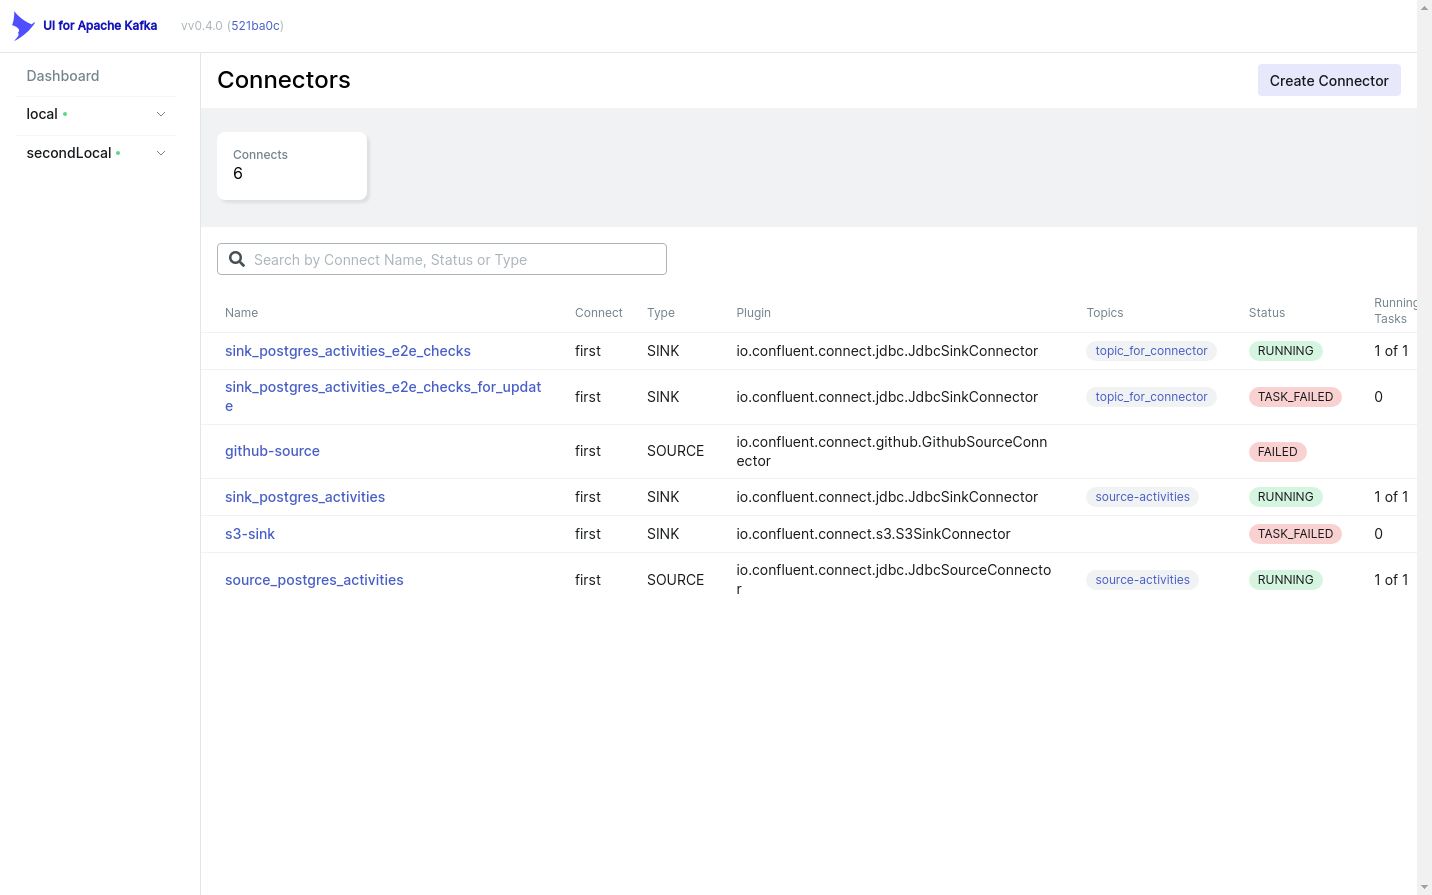 UI for Apache Kafka
vv0.4.0 (521ba0c)
Dashboard
local
secondLocal
Connectors
Create Connector
Connects
6
Search by Connect Name, Status or Type
Name Connect Type Plugin Topics Status Running
Tasks
sink_postgres_activities_e2e_checks first SINK io.confluent.connect.jdbc.JdbcSinkConnector topic_for_connector RUNNING 1 of 1
sink_postgres_activities_e2e_checks_for_updat
e first SINK io.confluent.connect.jdbc.JdbcSinkConnector topic_for_connector TASK_FAILED 0
github-source first SOURCE io.confluent.connect.github.GithubSourceConn
ector FAILED
sink_postgres_activities first SINK io.confluent.connect.jdbc.JdbcSinkConnector source-activities RUNNING 1 of 1
s3-sink first SINK io.confluent.connect.s3.S3SinkConnector TASK_FAILED 0
source_postgres_activities first SOURCE io.confluent.connect.jdbc.JdbcSourceConnecto
r source-activities RUNNING 1 of 1